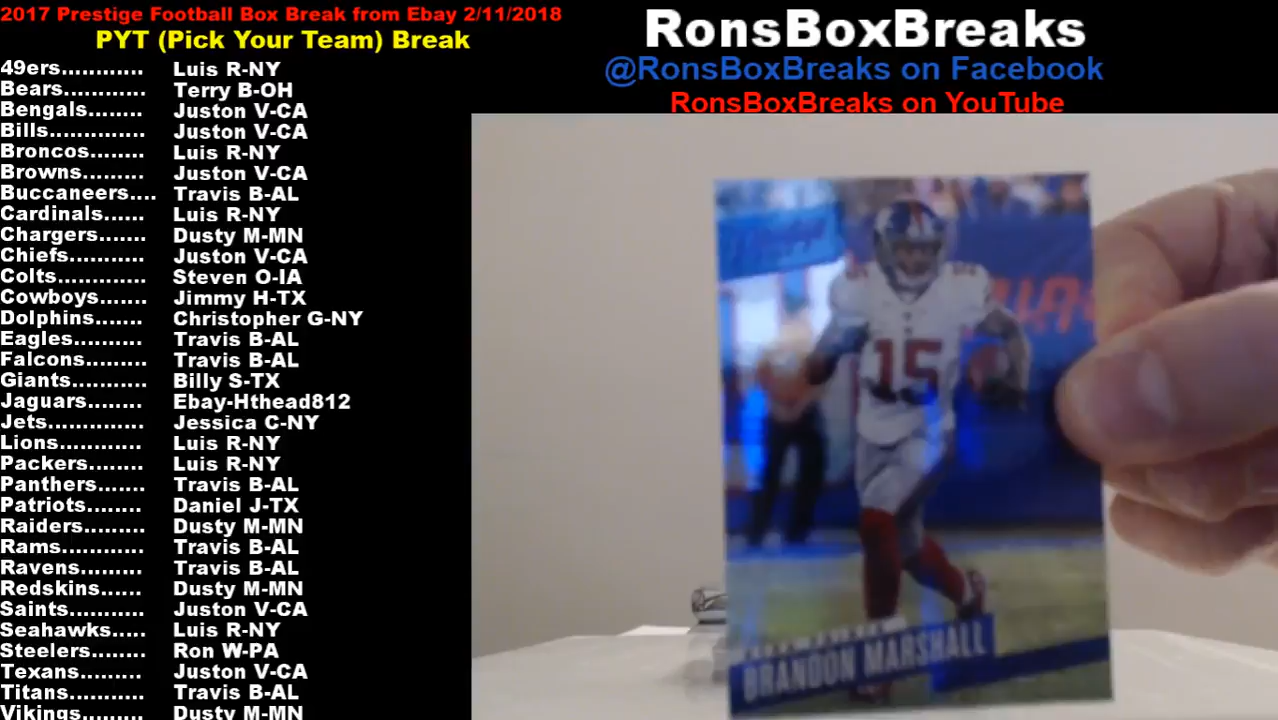 2017 Prestige Football Box Break from Ebay 2/11/2018
PYT (Pick Your Team) Break
49ers............ Luis R-NY
Bears............ Terry B-OH
Bengals........ Juston V-CA
Bills.............. Juston V-CA
Broncos........ Luis R-NY
Browns......... Juston V-CA
Buccaneers.... Travis B-AL
Cardinals...... Luis R-NY
Chargers....... Dusty M-MN
Chiefs........... Juston V-CA
Colts............. Steven O-IA
Cowboys....... Jimmy H-TX
Dolphins....... Christopher G-NY
Eagles.......... Travis B-AL
Falcons......... Travis B-AL
Giants........... Billy S-TX
Jaguars........ Ebay-Hthead812
Jets.............. Jessica C-NY
Lions............ Luis R-NY
Packers........ Luis R-NY
Panthers....... Travis B-AL
Patriots........ Daniel J-TX
Raiders......... Dusty M-MN
Rams............ Travis B-AL
Ravens......... Travis B-AL
Redskins...... Dusty M-MN
Saints........... Juston V-CA
Seahawks..... Luis R-NY
Steelers........ Ron W-PA
Texans......... Juston V-CA
Titans........... Travis B-AL
Vikings......... Dusty M-MN
RonsBoxBreaks
@RonsBoxBreaks on Facebook
RonsBoxBreaks on YouTube
15
BRANDON MARSHALL